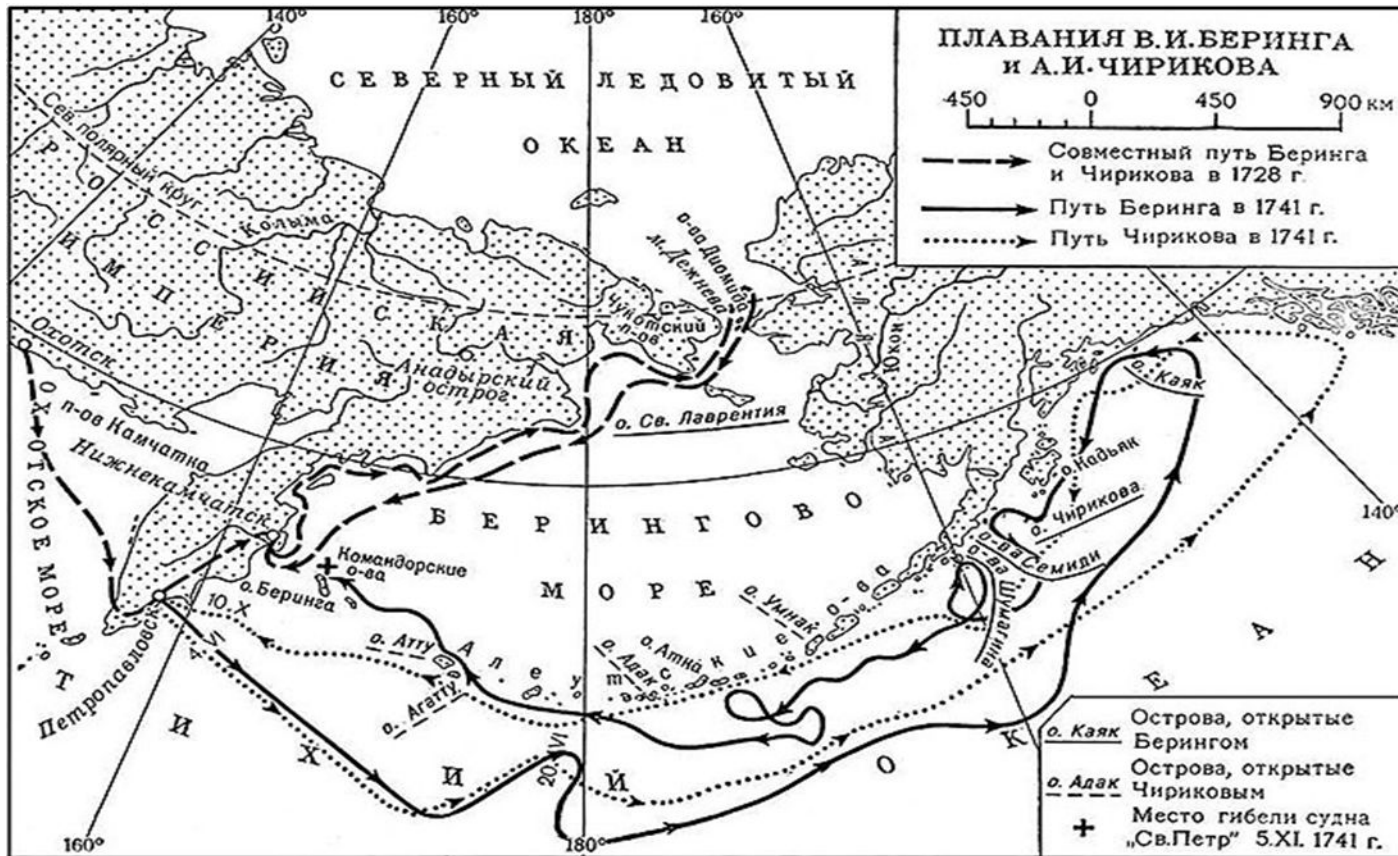 140°
160°
180°
160°
СЕВЕРНЫЙ ЛЕДОВИТЫЙ
ОКЕАН
ПЛАВАНИЯ В.И.БЕРИНГА
и А.И.ЧИРИКОВА
450 0 450 900 км
Совместный путь Беринга
и Чирикова в 1728 г.
Путь Беринга в 1741 г.
Путь Чирикова в 1741 г.
Сев. полярный круг
РОССИЙСКАЯ
ИМПЕРИЯ
Колыма
о-ва Диомида
м. Дежнева
Чукотский
п-ов
АЛЯСКА
Юкон
Охотск
Анадырский
острог
о. Св. Лаврентия
ОХОТСКОЕ МОРЕ
п-ов Камчатка
Нижнекамчатск
БЕРИНГОВО
МОРЕ
о. Каяк
о. Кадьяк
о. Чирикова
о-ва Семиди
о-ва Шумагина
140°
Командорские
о-ва
о. Беринга
10.X
4
Петропавловск
о. Атту
о. Агатту
Алеутские о-ва
о. Умнак
о. Атка
о. Адак
20.VI
ТИХИЙ ОКЕАН
160°
180°
о. Каяк Острова, открытые
Берингом
о. Адак Острова, открытые
Чириковым
Место гибели судна
„Св.Петр" 5.XI. 1741 г.